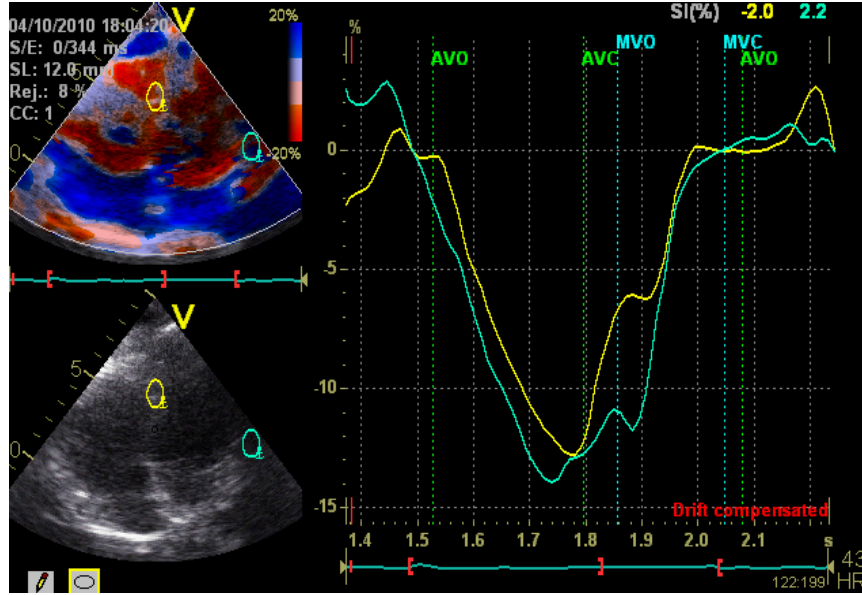 04/10/2010 18:04:20
S/E: 0/344 ms
SL: 12.0 mm
Rej.: 8 %
CC: 1
V
20%
-20%
5
0
V
5
0
SI(%) -2.0 2.2
%
MVO MVC
AVO AVC AVO
0
-5
-10
-15
Drift compensated
1.4 1.5 1.6 1.7 1.8 1.9 2.0 2.1 s
43
122:199 HR